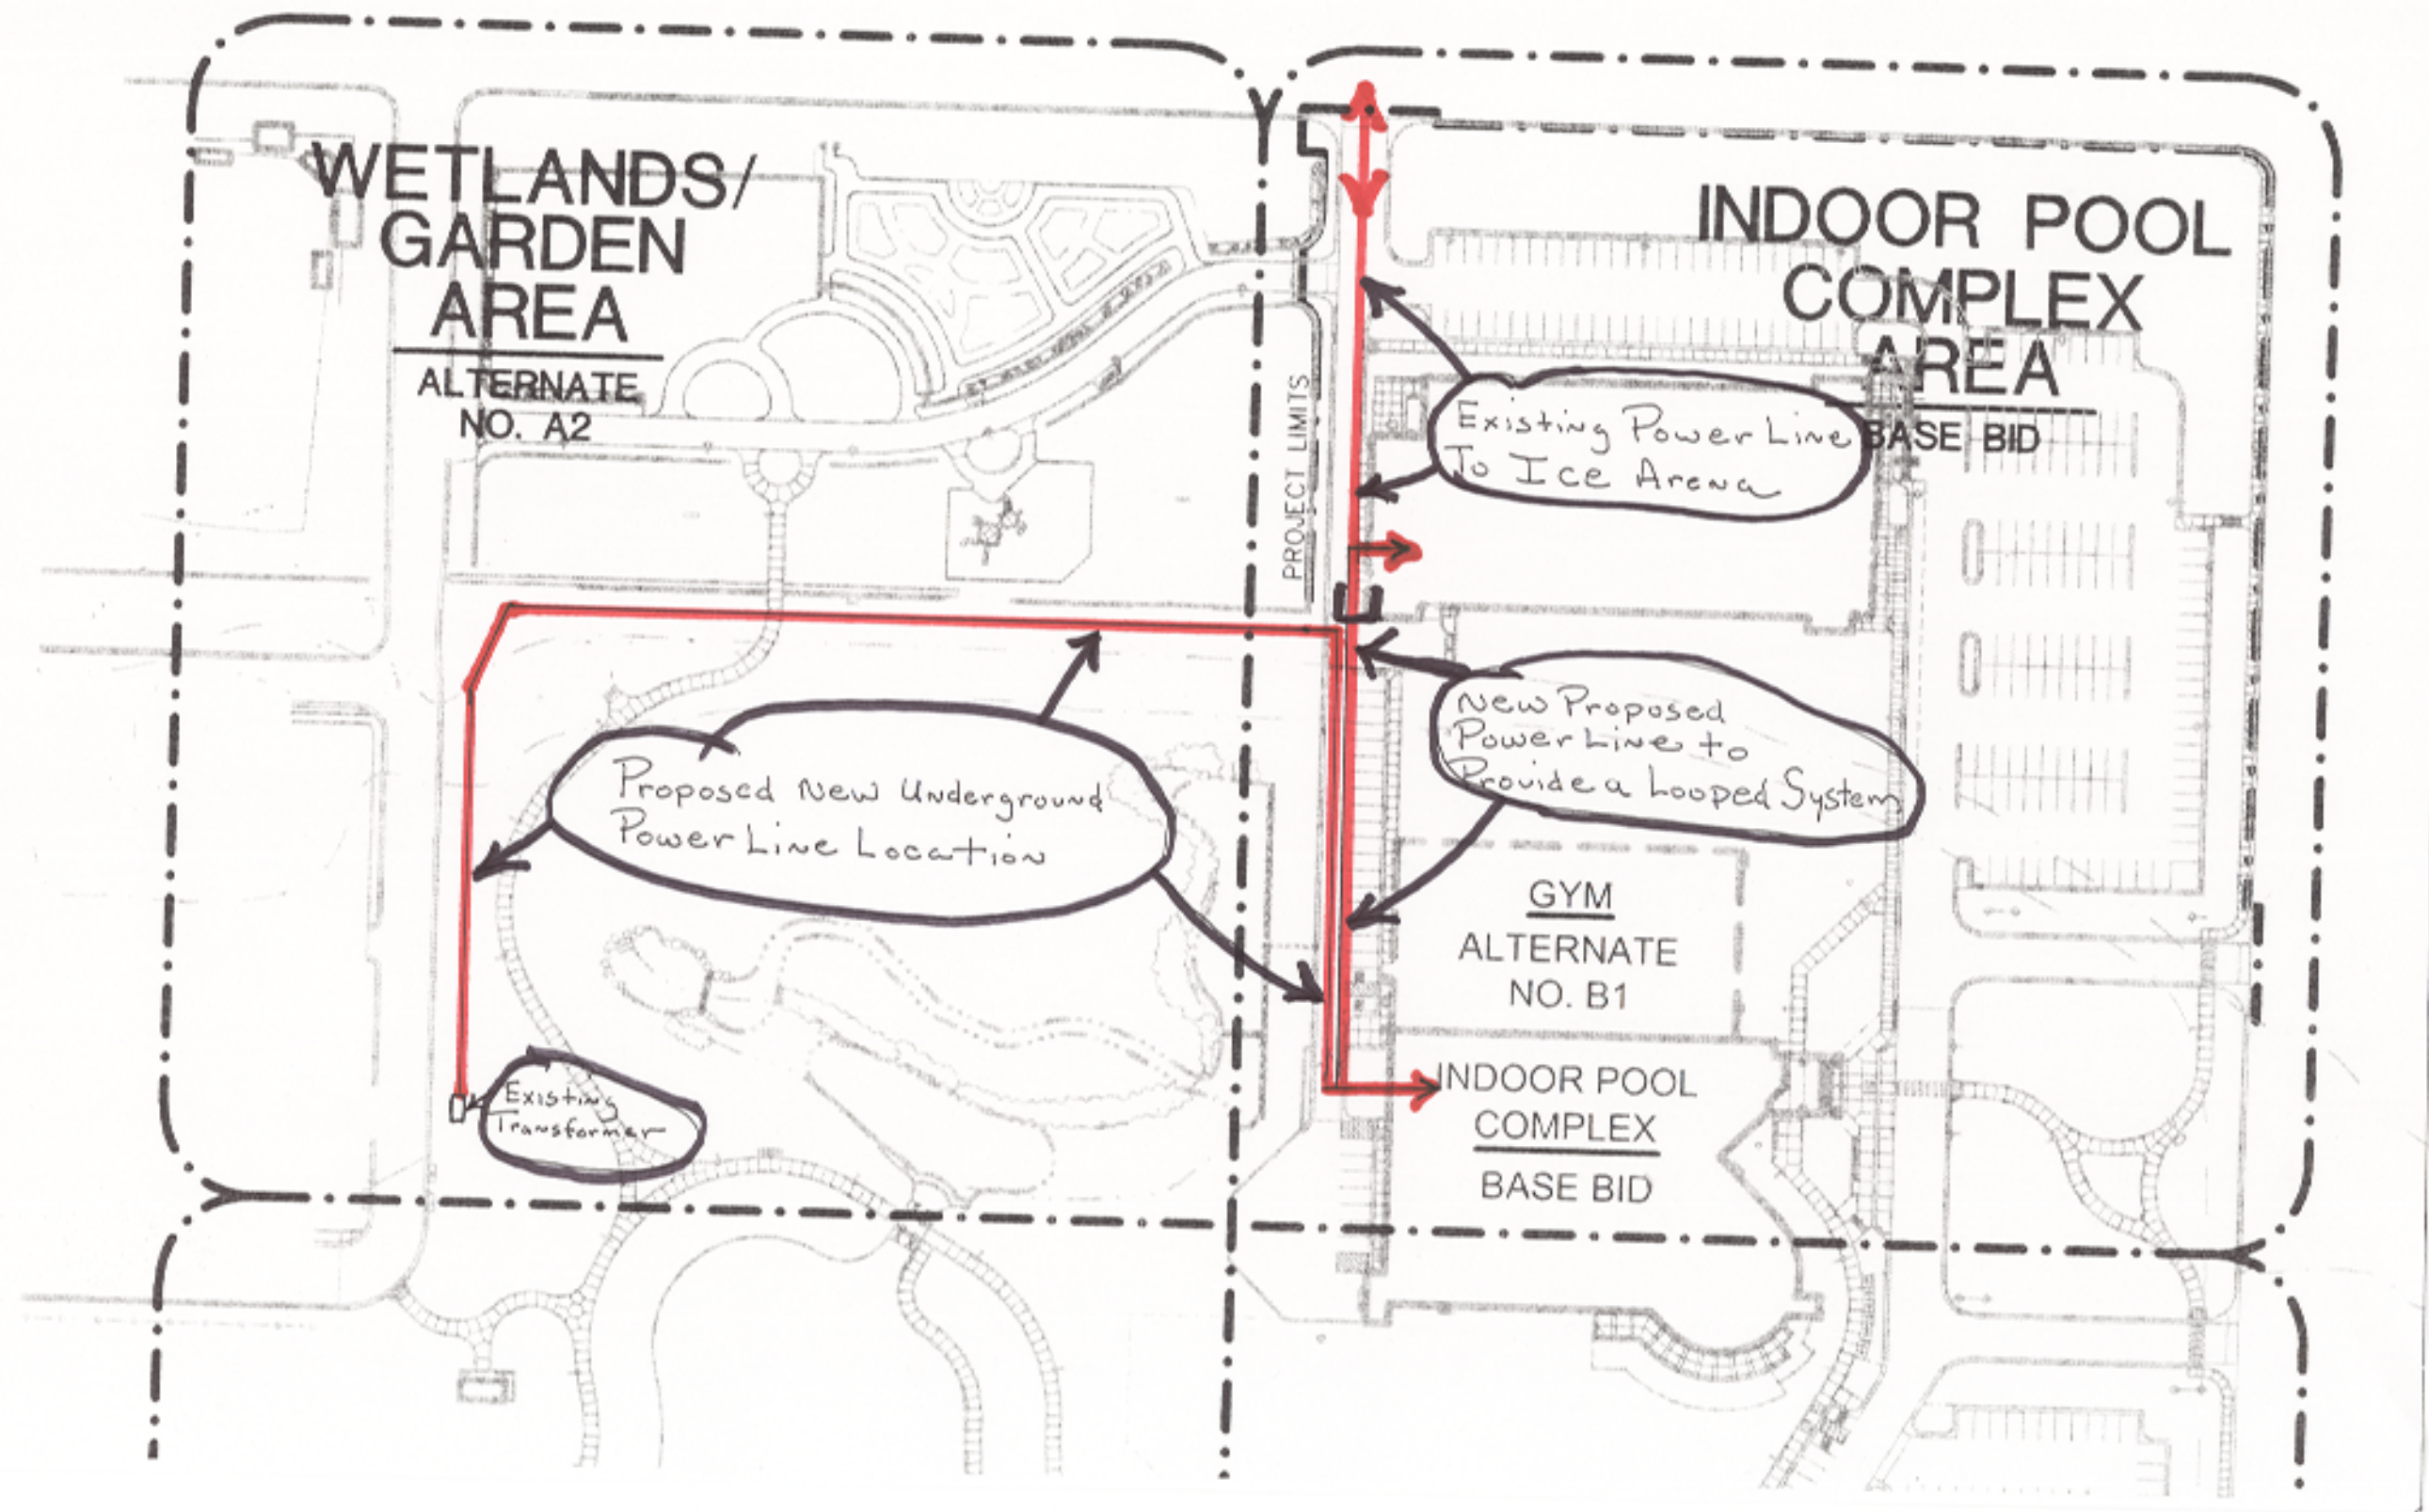 WETLANDS/
GARDEN
AREA
ALTERNATE
NO. A2
INDOOR POOL
COMPLEX
AREA
BASE BID
PROJECT LIMITS
Existing Power Line
To Ice Arena
New Proposed
Power Line to
Provide a Looped System
Proposed New Underground
Power Line Location
GYM
ALTERNATE
NO. B1
INDOOR POOL
COMPLEX
BASE BID
Existing
Transformer